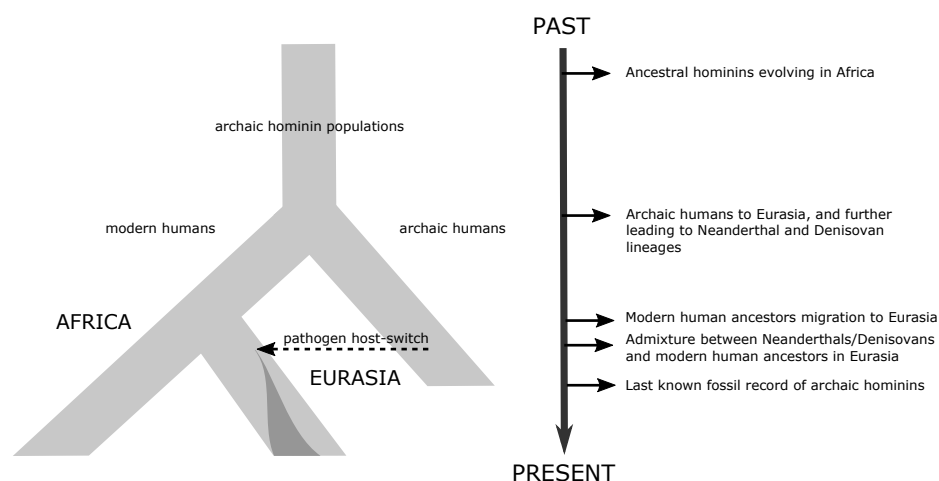 PAST
Ancestral hominins evolving in Africa
archaic hominin populations
modern humans
archaic humans
Archaic humans to Eurasia, and further
leading to Neanderthal and Denisovan
lineages
AFRICA
pathogen host-switch
EURASIA
Modern human ancestors migration to Eurasia
Admixture between Neanderthals/Denisovans
and modern human ancestors in Eurasia
Last known fossil record of archaic hominins
PRESENT